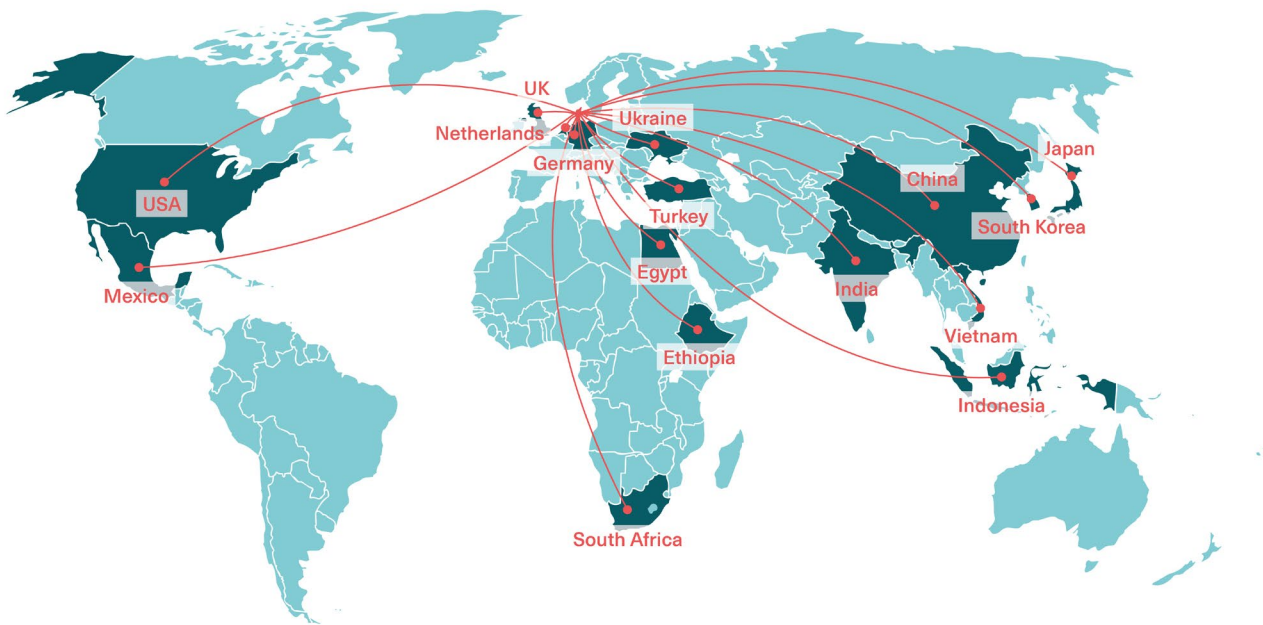 UK
Netherlands
Ukraine
Germany
Japan
China
USA
Turkey
South Korea
Egypt
India
Mexico
Vietnam
Ethiopia
Indonesia
South Africa